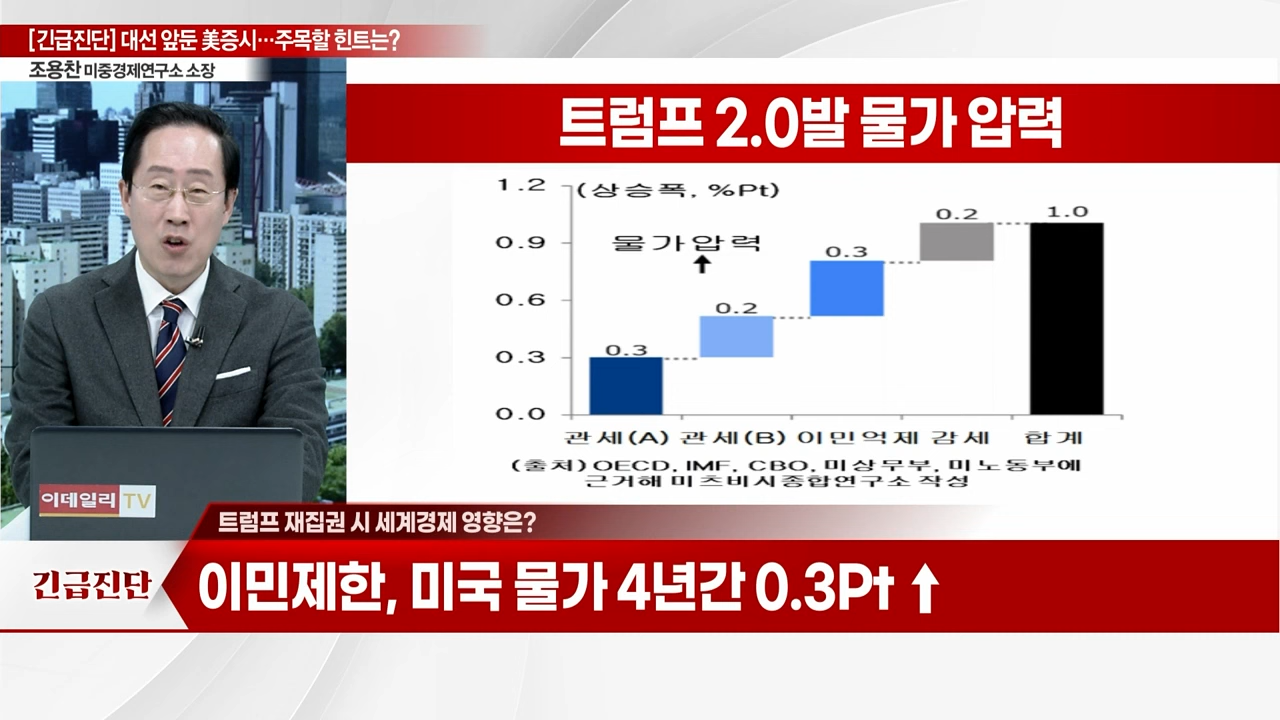 [긴급진단] 대선 앞둔 美증시…주목할 힌트는?
조용찬 미중경제연구소 소장
트럼프 2.0발 물가 압력
(상승폭, %Pt)
1.2
0.9
0.6
0.3
0.0
물가압력
0.3
0.2
0.3
0.2
1.0
관세(A) 관세(B) 이민억제 감세 합계
(출처) OECD, IMF, CBO, 미상무부, 미노동부에
근거해 미츠비시종합연구소 작성
이데일리 TV
트럼프 재집권 시 세계경제 영향은?
긴급진단
이민제한, 미국 물가 4년간 0.3Pt ↑